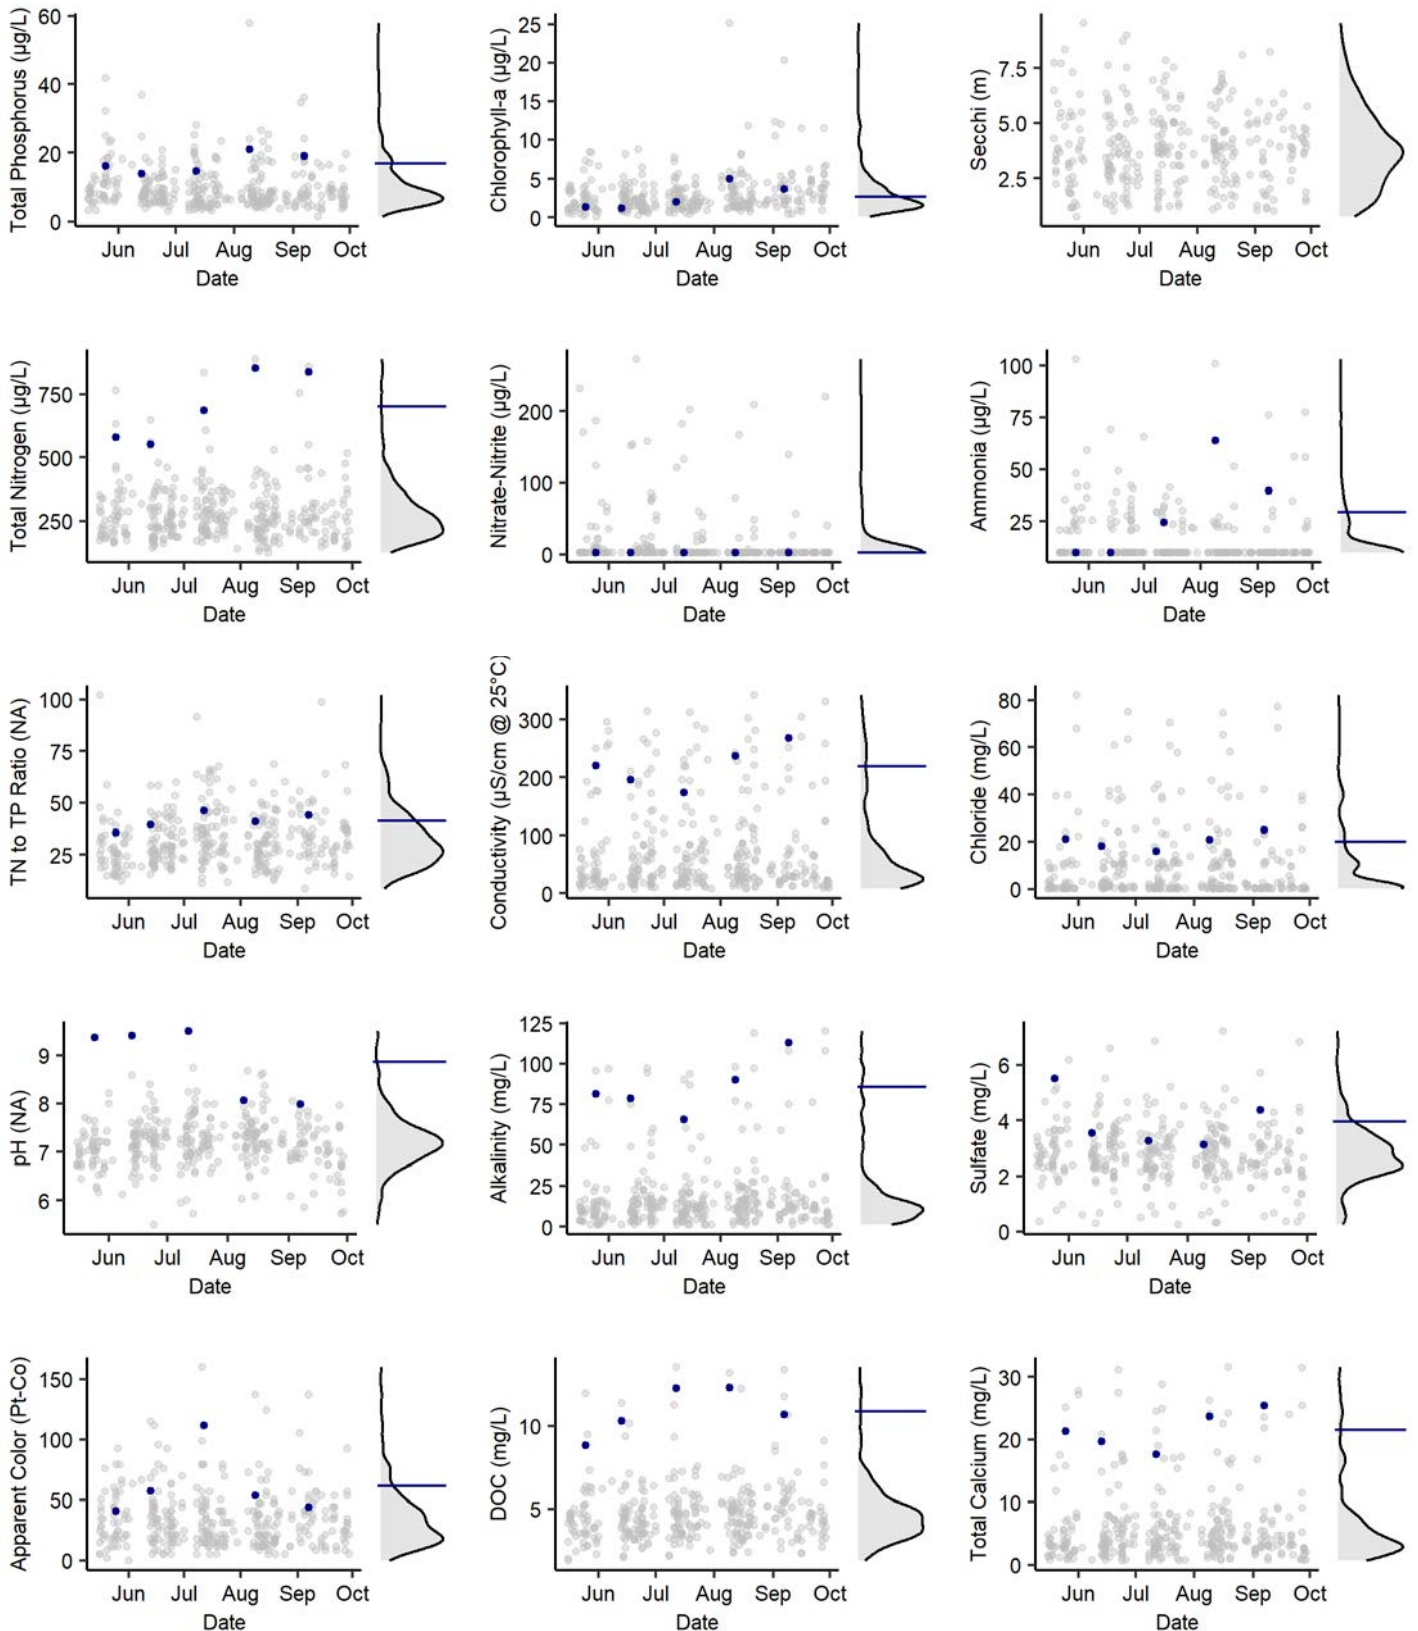 Total Phosphorus (µg/L)
60
40
20
0
Jun Jul Aug Sep Oct
Date
Chlorophyll-a (µg/L)
25
20
15
10
5
0
Jun Jul Aug Sep Oct
Date
Secchi (m)
7.5
5.0
2.5
Jun Jul Aug Sep Oct
Date
Total Nitrogen (µg/L)
750
500
250
Jun Jul Aug Sep Oct
Date
Nitrate-Nitrite (µg/L)
200
100
0
Jun Jul Aug Sep Oct
Date
Ammonia (µg/L)
100
75
50
25
Jun Jul Aug Sep Oct
Date
TN to TP Ratio (NA)
100
75
50
25
Jun Jul Aug Sep Oct
Date
Conductivity (µS/cm @ 25°C)
300
200
100
0
Jun Jul Aug Sep Oct
Date
Chloride (mg/L)
80
60
40
20
0
Jun Jul Aug Sep Oct
Date
pH (NA)
9
8
7
6
Jun Jul Aug Sep Oct
Date
Alkalinity (mg/L)
125
100
75
50
25
0
Jun Jul Aug Sep Oct
Date
Sulfate (mg/L)
6
4
2
0
Jun Jul Aug Sep Oct
Date
Apparent Color (Pt-Co)
150
100
50
0
Jun Jul Aug Sep Oct
Date
DOC (mg/L)
10
5
Jun Jul Aug Sep Oct
Date
Total Calcium (mg/L)
30
20
10
0
Jun Jul Aug Sep Oct
Date